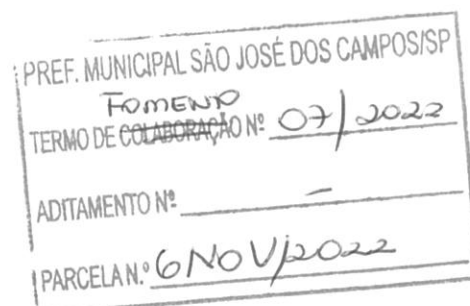 PREF. MUNICIPAL SÃO JOSÉ DOS CAMPOS/SP
FOMENTO
TERMO DE COLABORAÇÃO Nº 07/2022
ADITAMENTO Nº —
PARCELA N.º 6 NOV/2022